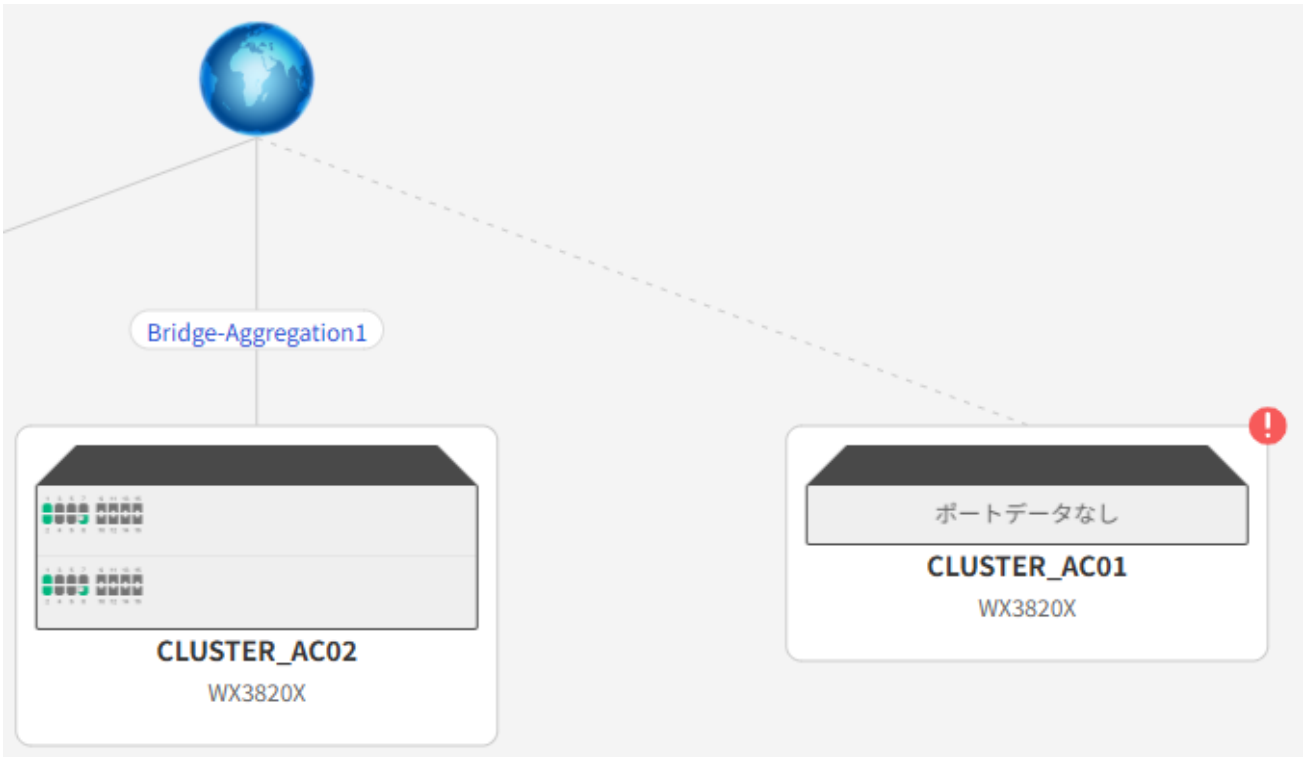 Bridge-Aggregation1
ポートデータなし
CLUSTER_AC02
WX3820X
CLUSTER_AC01
WX3820X